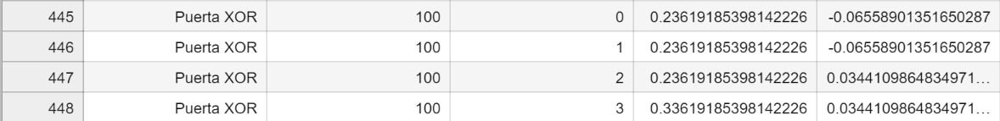 445 Puerta XOR 100 0 0.23619185398142226 -0.06558901351650287
446 Puerta XOR 100 1 0.23619185398142226 -0.06558901351650287
447 Puerta XOR 100 2 0.23619185398142226 0.0344109864834971…
448 Puerta XOR 100 3 0.33619185398142226 0.0344109864834971…